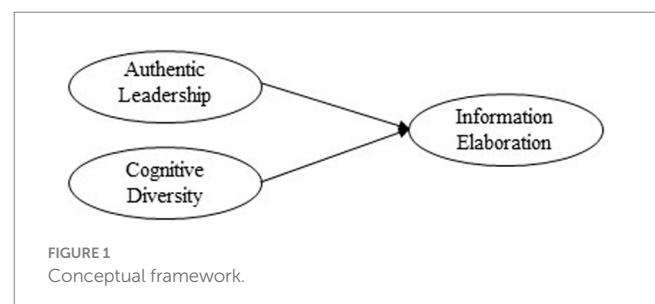 Authentic
Leadership
Information
Elaboration
Cognitive
Diversity
FIGURE 1
Conceptual framework.